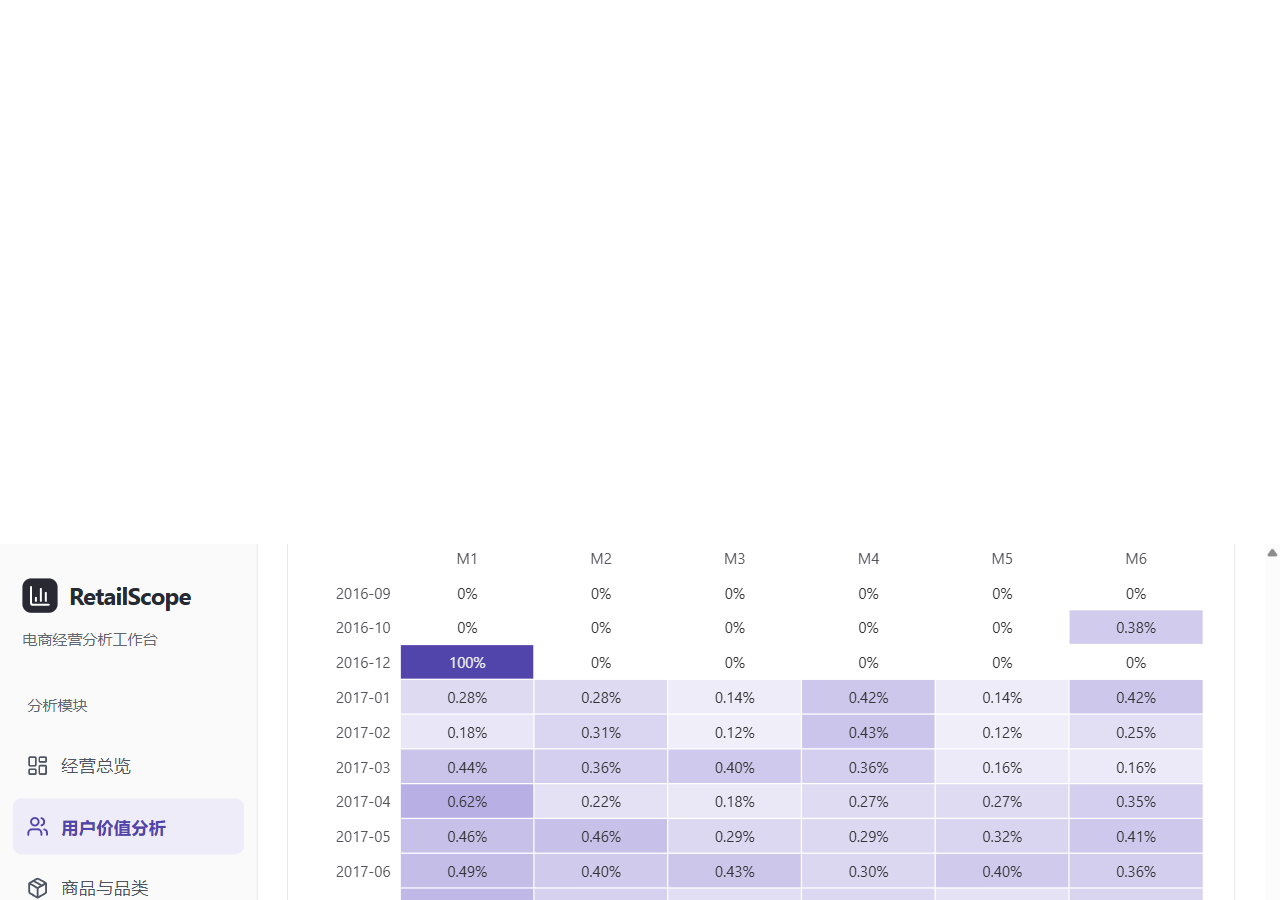 RetailScope
电商经营分析工作台
分析模块
经营总览
用户价值分析
商品与品类
M1 M2 M3 M4 M5 M6
2016-09 0% 0% 0% 0% 0% 0%
2016-10 0% 0% 0% 0% 0% 0.38%
2016-12 100% 0% 0% 0% 0% 0%
2017-01 0.28% 0.28% 0.14% 0.42% 0.14% 0.42%
2017-02 0.18% 0.31% 0.12% 0.43% 0.12% 0.25%
2017-03 0.44% 0.36% 0.40% 0.36% 0.16% 0.16%
2017-04 0.62% 0.22% 0.18% 0.27% 0.27% 0.35%
2017-05 0.46% 0.46% 0.29% 0.29% 0.32% 0.41%
2017-06 0.49% 0.40% 0.43% 0.30% 0.40% 0.36%